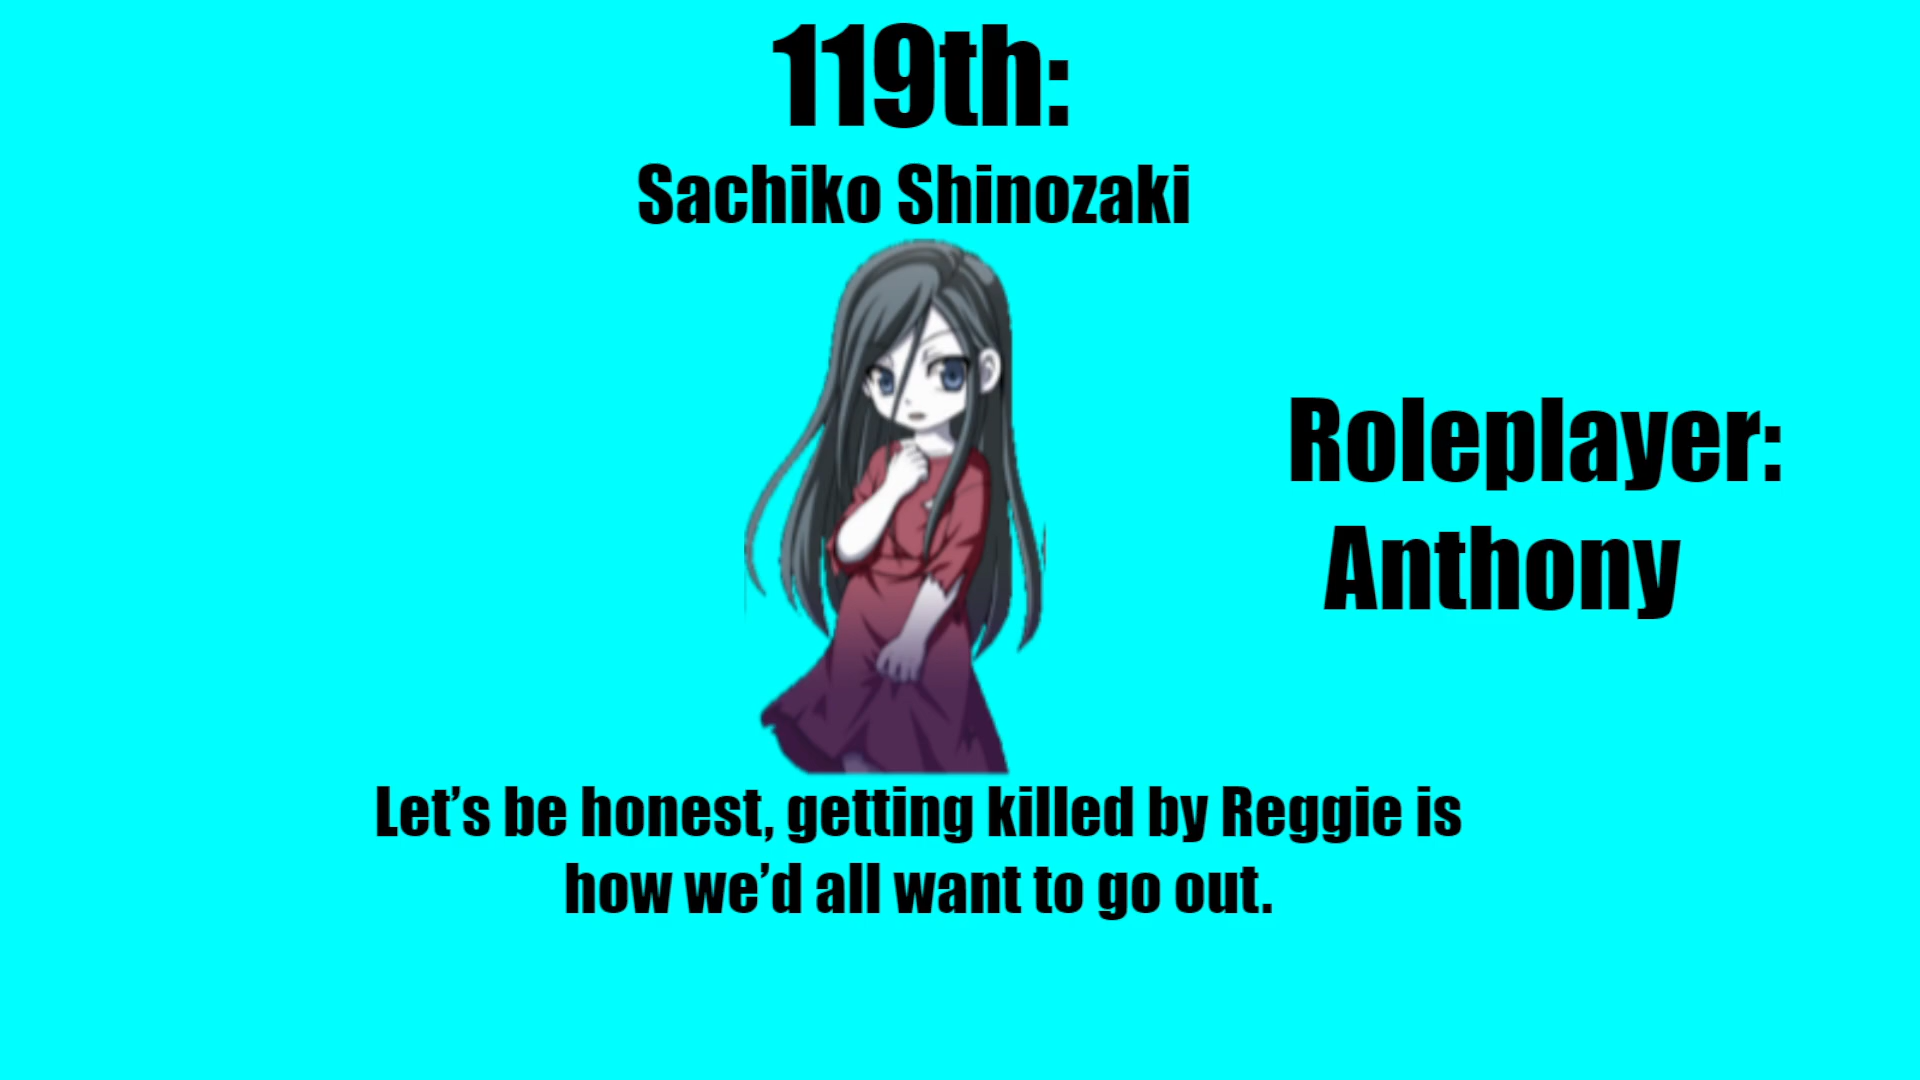 119th:
Sachiko Shinozaki
Roleplayer:
Anthony
Let’s be honest, getting killed by Reggie is
how we’d all want to go out.